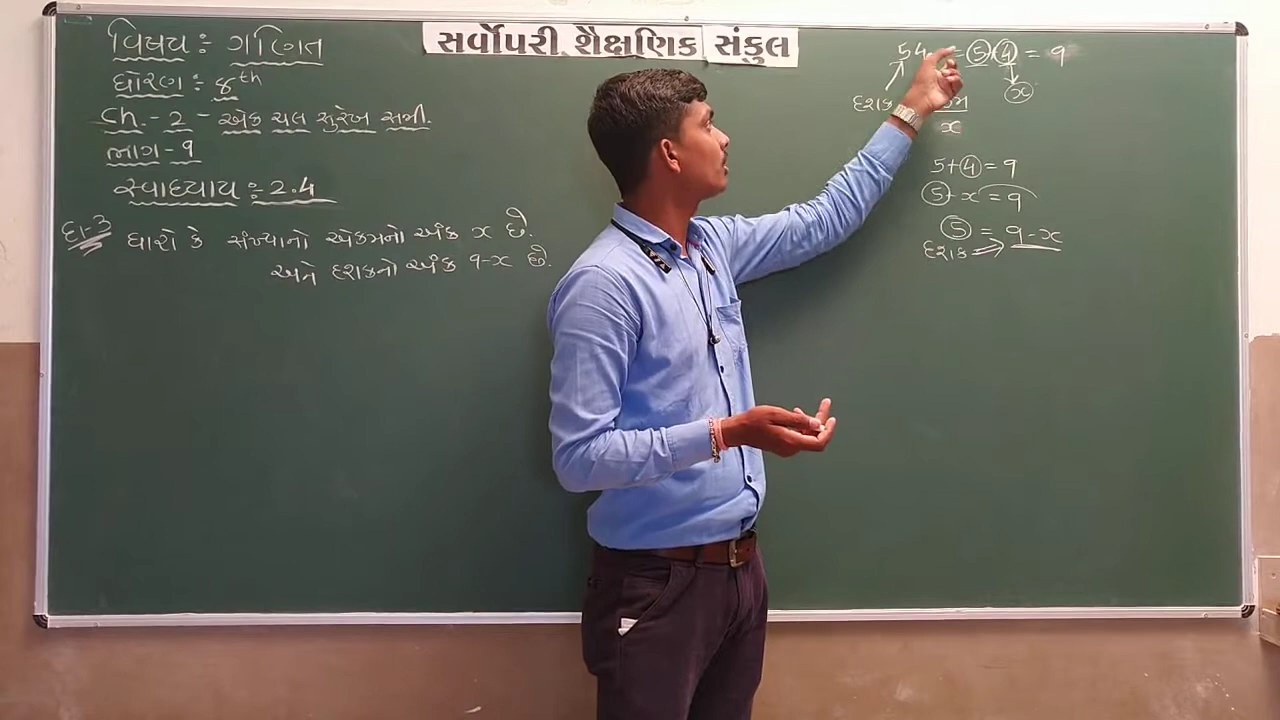 સર્વોપરી શૈક્ષણિક સંકુલ
વિષય : ગણિત
ધોરણ : 8th
Ch. - 2 - એક ચલ સુરેખ સમી.
ભાગ - ૧
સ્વાધ્યાય : 2.4
દા-3 ધારો કે સંખ્યાનો એકમનો અંક x છે.
અને દશકનો અંક 9-x છે.
54 = 5+4 = 9
દશક x
x
5+4 = 9
5 + x = 9
5 = 9-x
દશક